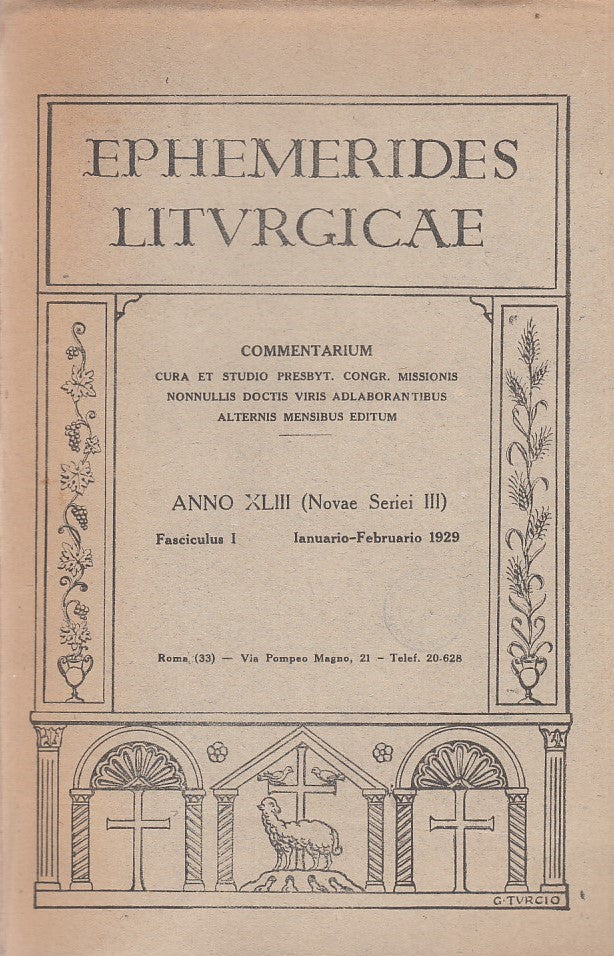 EPHEMERIDES
LITVRGICAE
COMMENTARIUM
CURA ET STUDIO PRESBYT. CONGR. MISSIONIS
NONNULLIS DOCTIS VIRIS ADLABORANTIBUS
ALTERNIS MENSIBUS EDITUM
ANNO XLIII (Novae Seriei III)
Fasciculus I Ianuario-Februario 1929
Roma (33) — Via Pompeo Magno, 21 - Telef. 20-628
G·TVRCIO